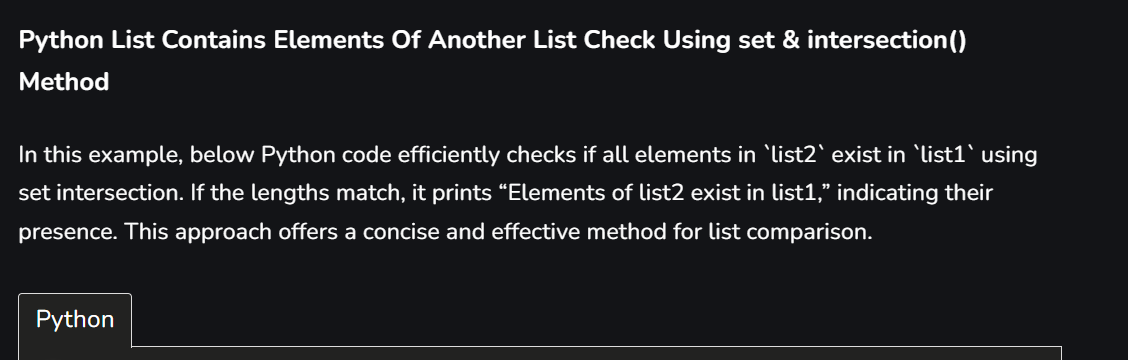 Python List Contains Elements Of Another List Check Using set & intersection()
Method
In this example, below Python code efficiently checks if all elements in `list2` exist in `list1` using
set intersection. If the lengths match, it prints “Elements of list2 exist in list1,” indicating their
presence. This approach offers a concise and effective method for list comparison.
Python